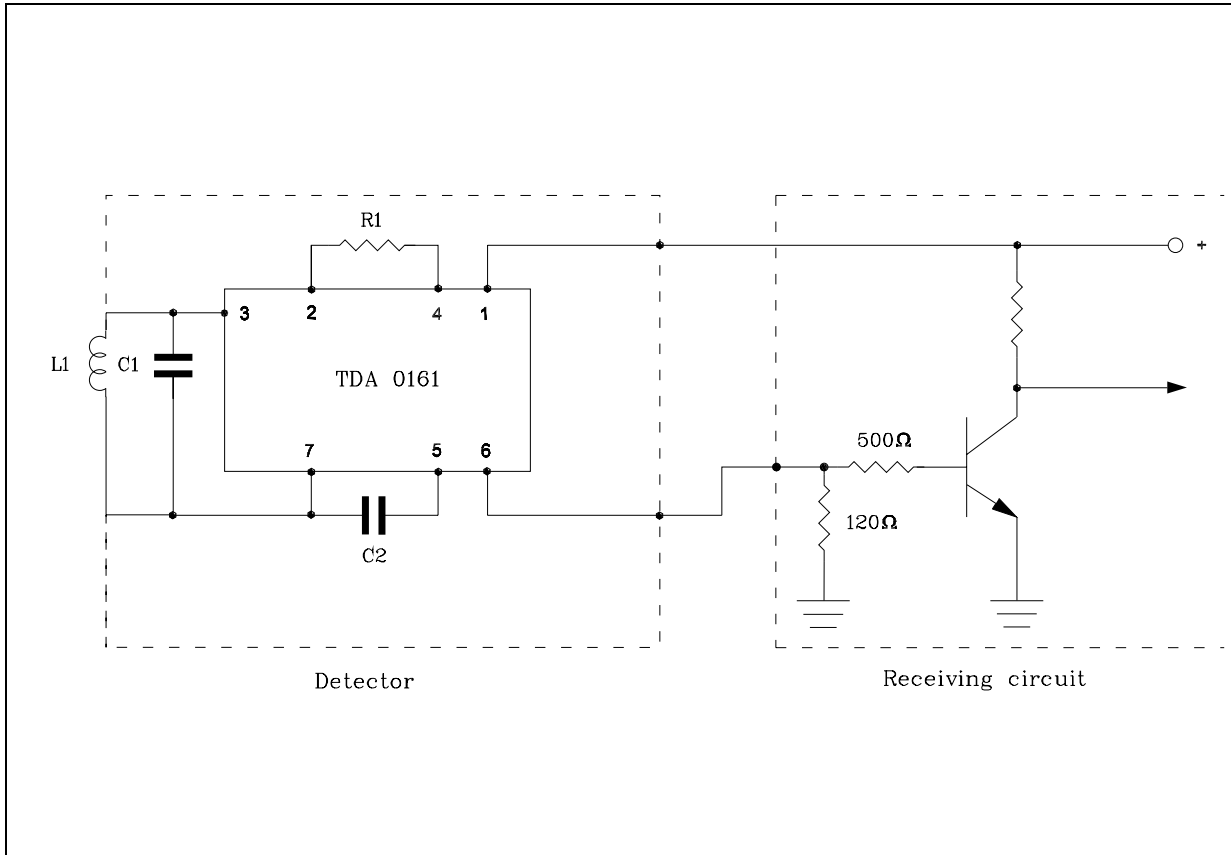 R1
+
3 2 4 1
L1 C1
TDA 0161
7 5 6
500Ω
120Ω
C2
Detector
Receiving circuit